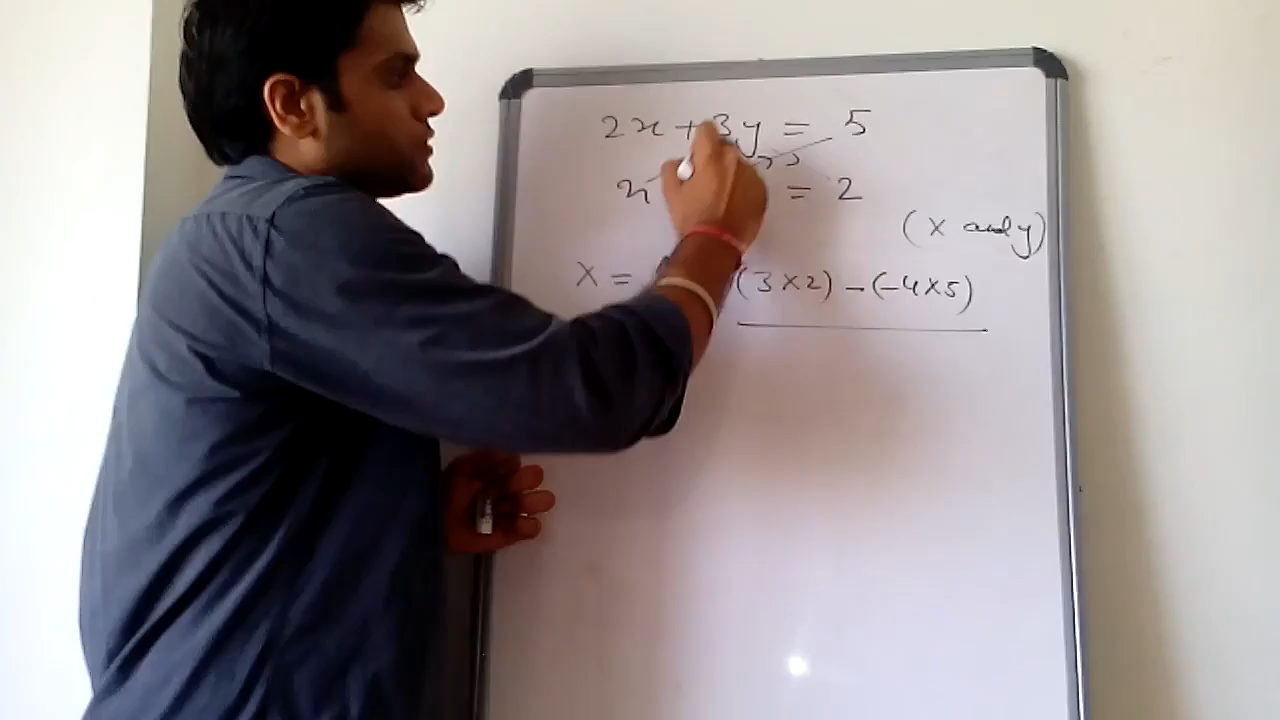 2x + 3y = 5
x = 2
(x and y)
x = (3×2) - (-4×5)